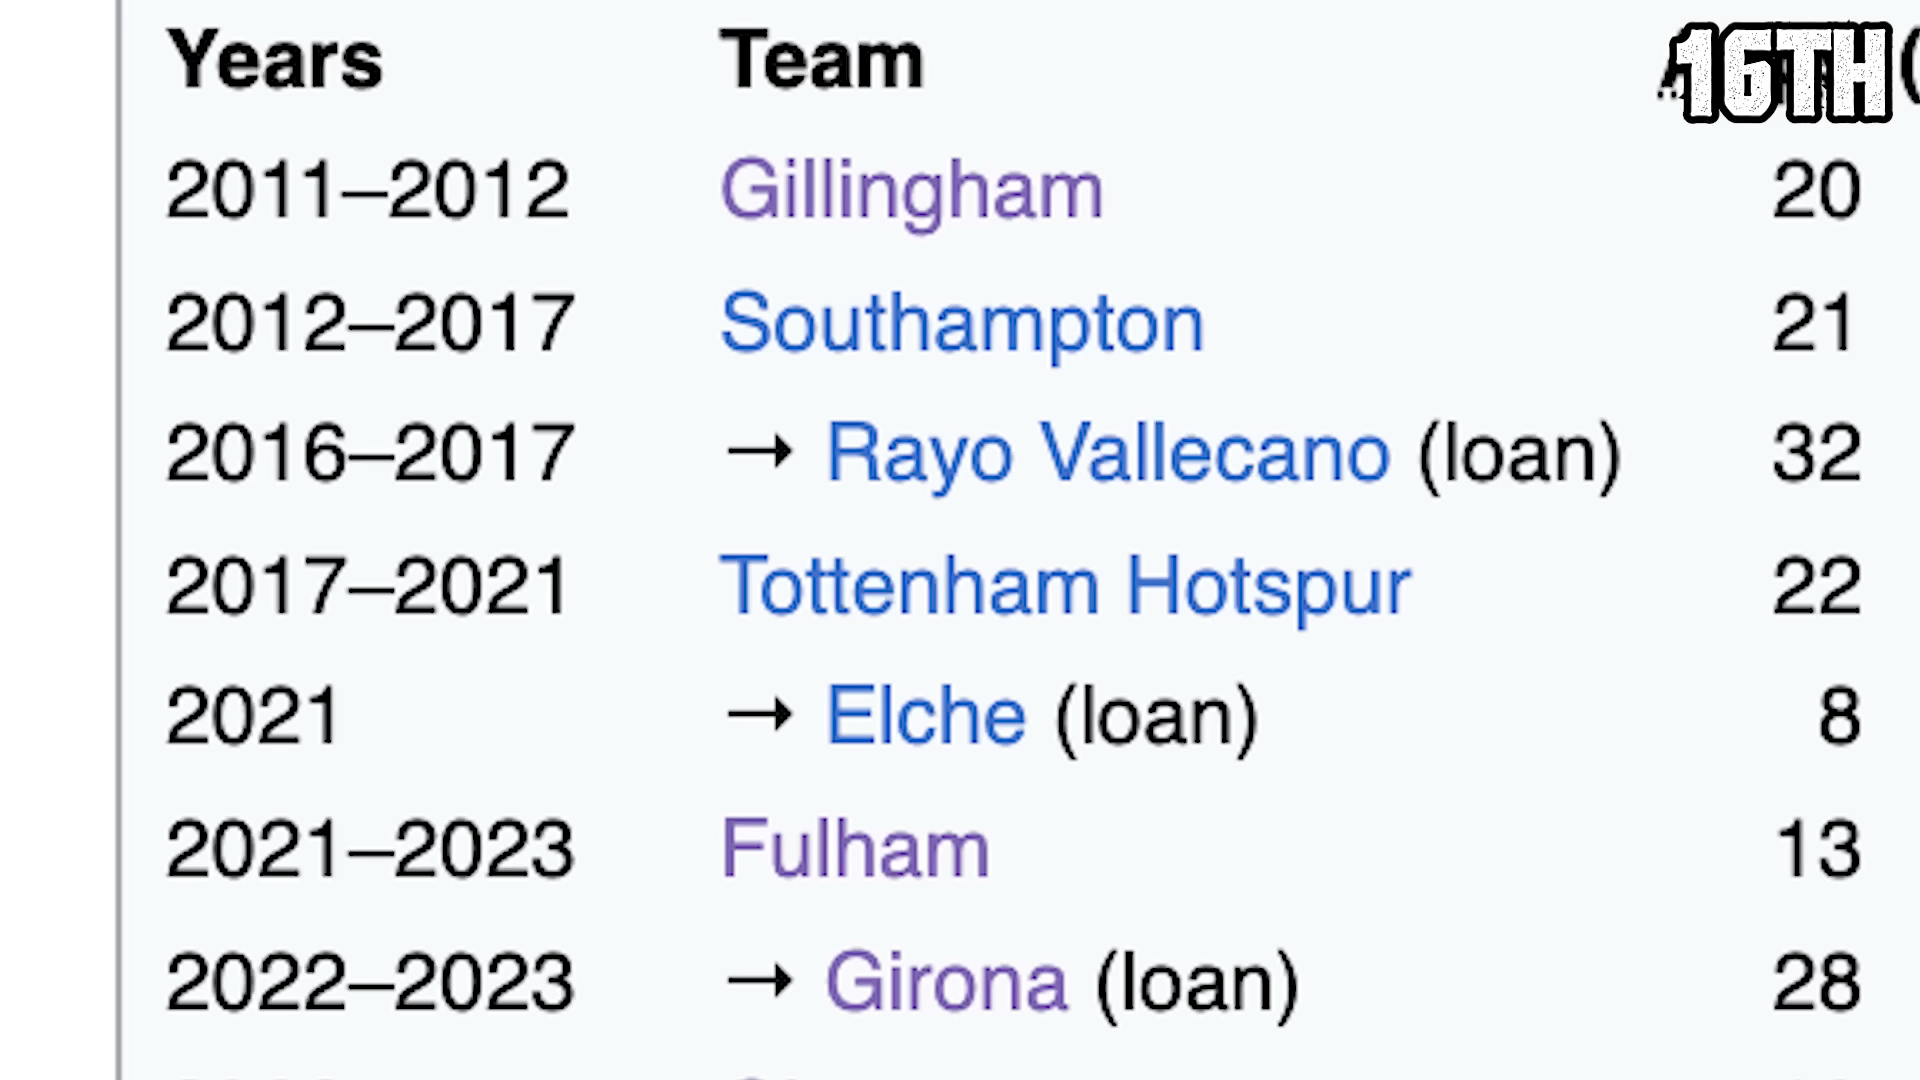 Years Team 16TH (
2011–2012 Gillingham 20
2012–2017 Southampton 21
2016–2017 → Rayo Vallecano (loan) 32
2017–2021 Tottenham Hotspur 22
2021 → Elche (loan) 8
2021–2023 Fulham 13
2022–2023 → Girona (loan) 28